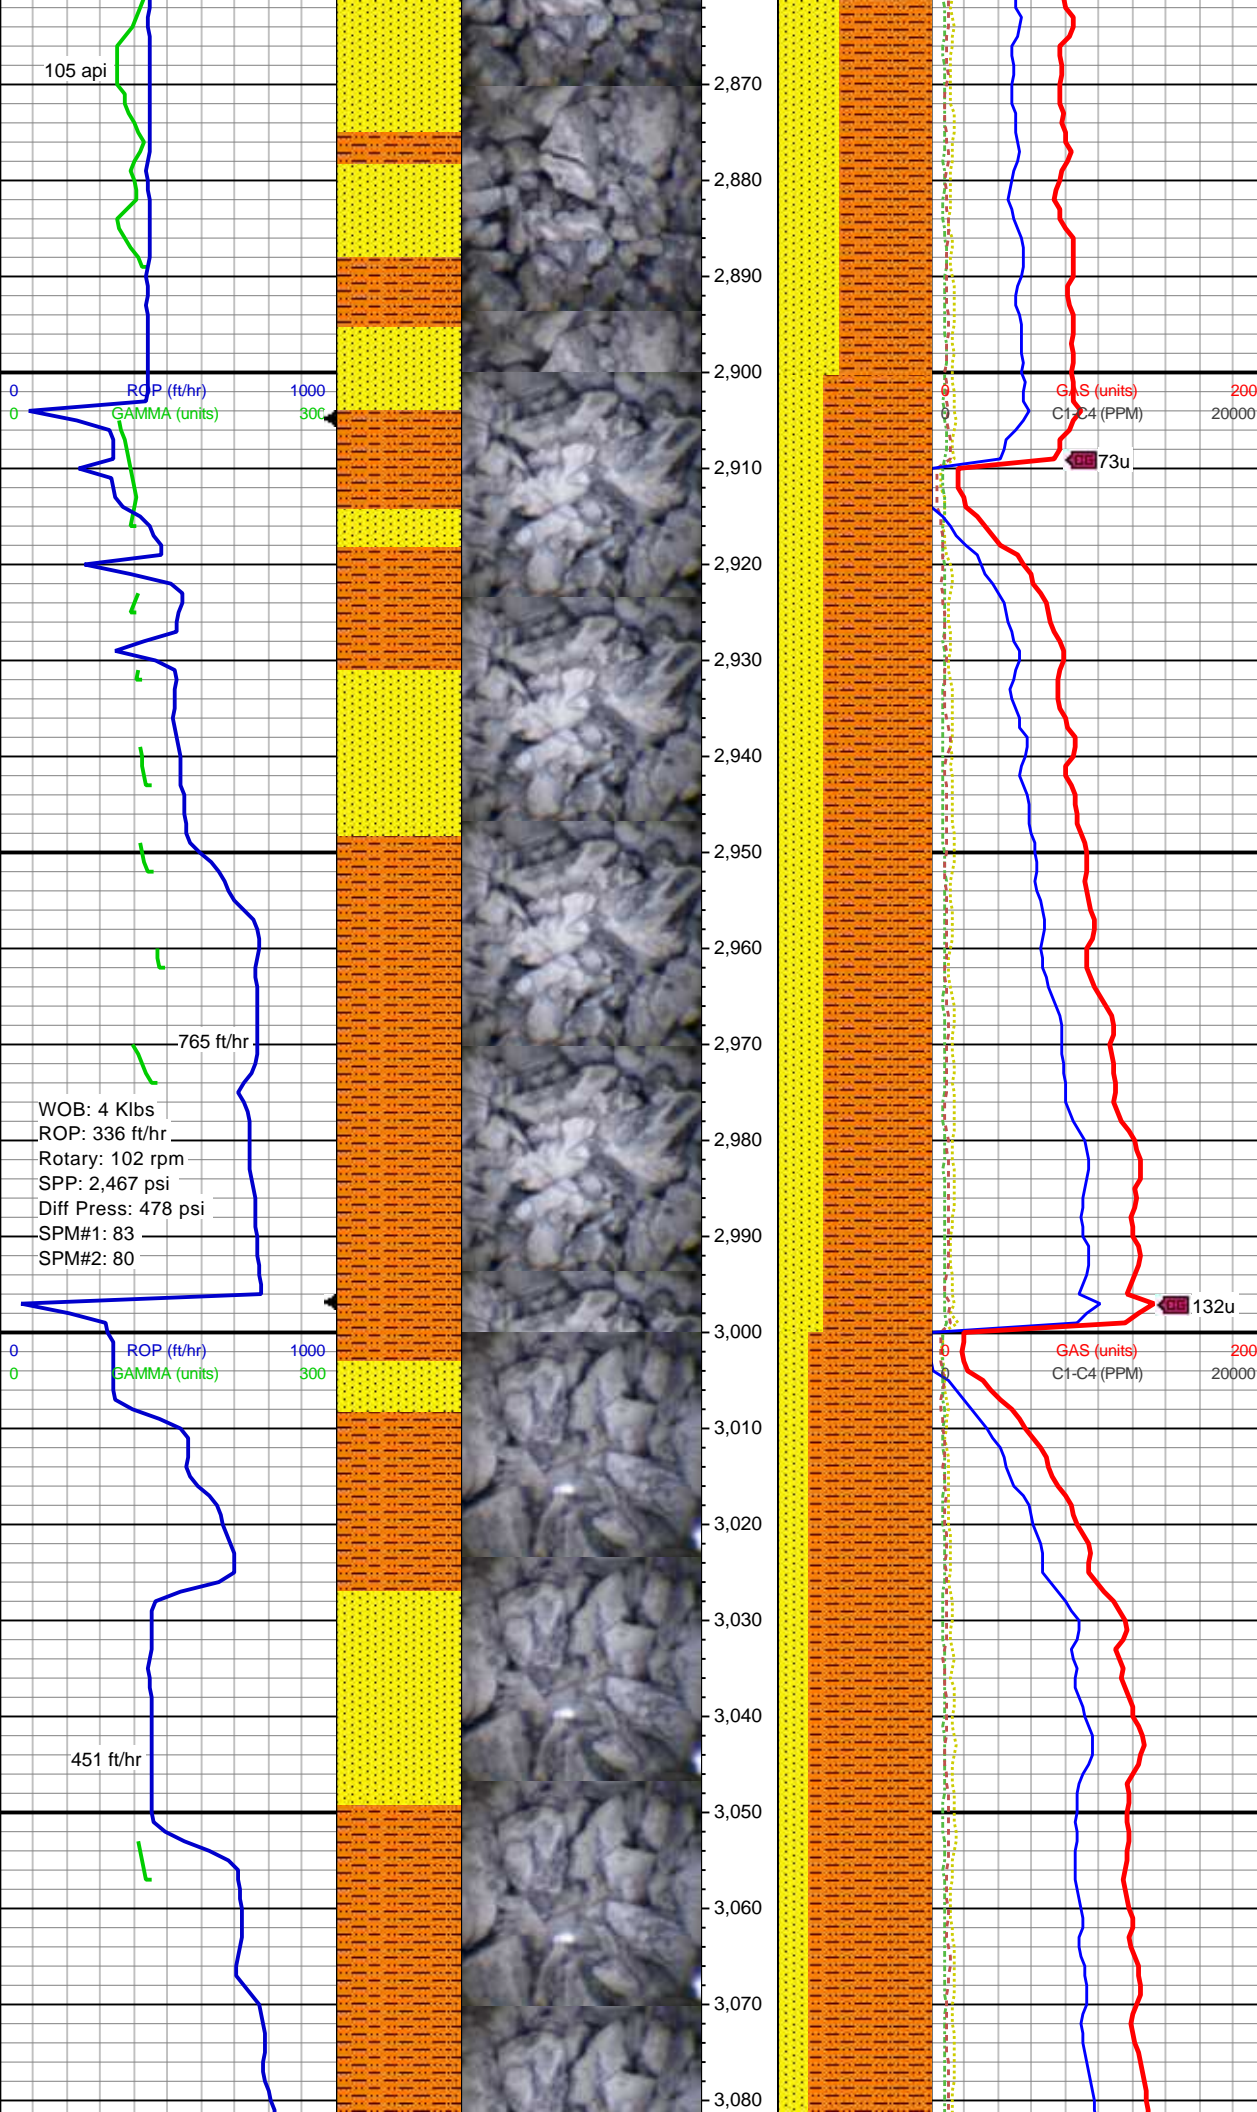 105 api
2,870
2,880
2,890
2,900
0 ROP (ft/hr) 1000
0 GAMMA (units) 300
0 GAS (units) 200
0 C1-C4 (PPM) 20000
CG 73u
2,910
2,920
2,930
2,940
2,950
2,960
765 ft/hr
2,970
WOB: 4 Klbs
ROP: 336 ft/hr
Rotary: 102 rpm
SPP: 2,467 psi
Diff Press: 478 psi
SPM#1: 83
SPM#2: 80
2,980
2,990
CG 132u
3,000
0 ROP (ft/hr) 1000
0 GAMMA (units) 300
0 GAS (units) 200
0 C1-C4 (PPM) 20000
3,010
3,020
3,030
3,040
451 ft/hr
3,050
3,060
3,070
3,080